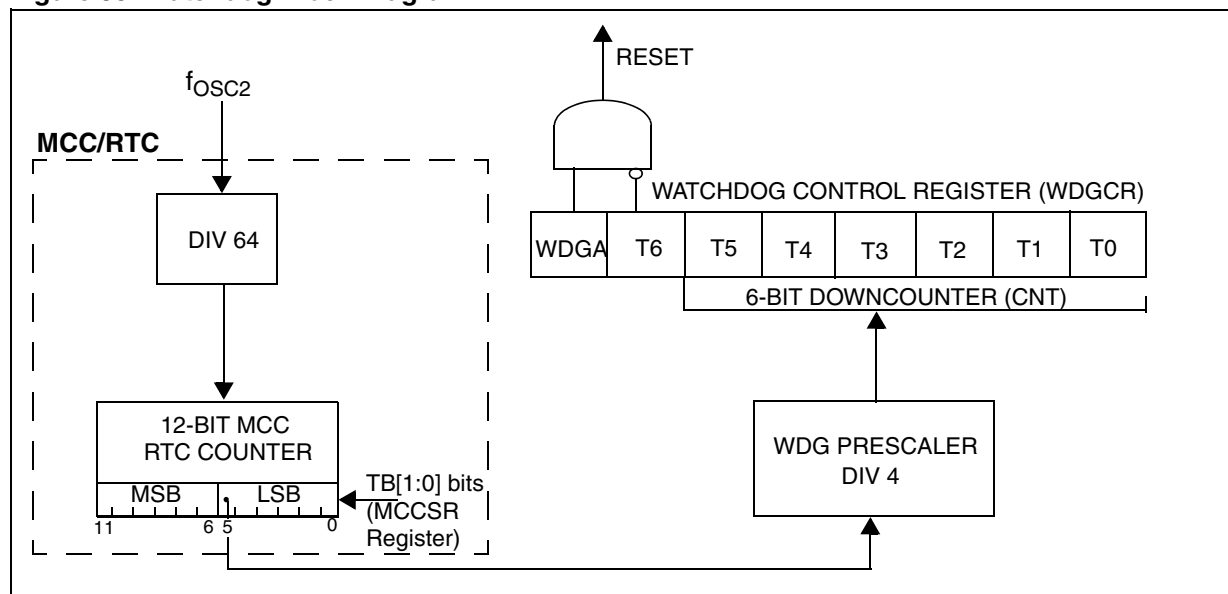 RESET
fOSC2
MCC/RTC
DIV 64
12-BIT MCC
RTC COUNTER
MSB LSB
11 6 5 0
TB[1:0] bits
(MCCSR
Register)
WATCHDOG CONTROL REGISTER (WDGCR)
WDGA T6 T5 T4 T3 T2 T1 T0
6-BIT DOWNCOUNTER (CNT)
WDG PRESCALER
DIV 4